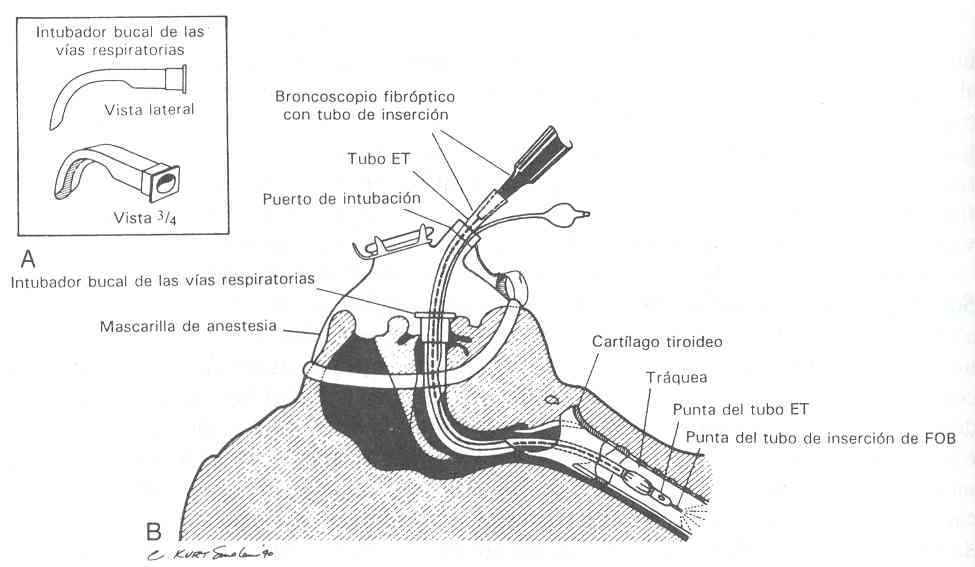 Intubador bucal de las
vías respiratorias
Vista lateral
Vista 3/4
A
Broncoscopio fibróptico
con tubo de inserción
Tubo ET
Puerto de intubación
Intubador bucal de las vías respiratorias
Mascarilla de anestesia
Cartílago tiroideo
Tráquea
Punta del tubo ET
Punta del tubo de inserción de FOB
B
KURT